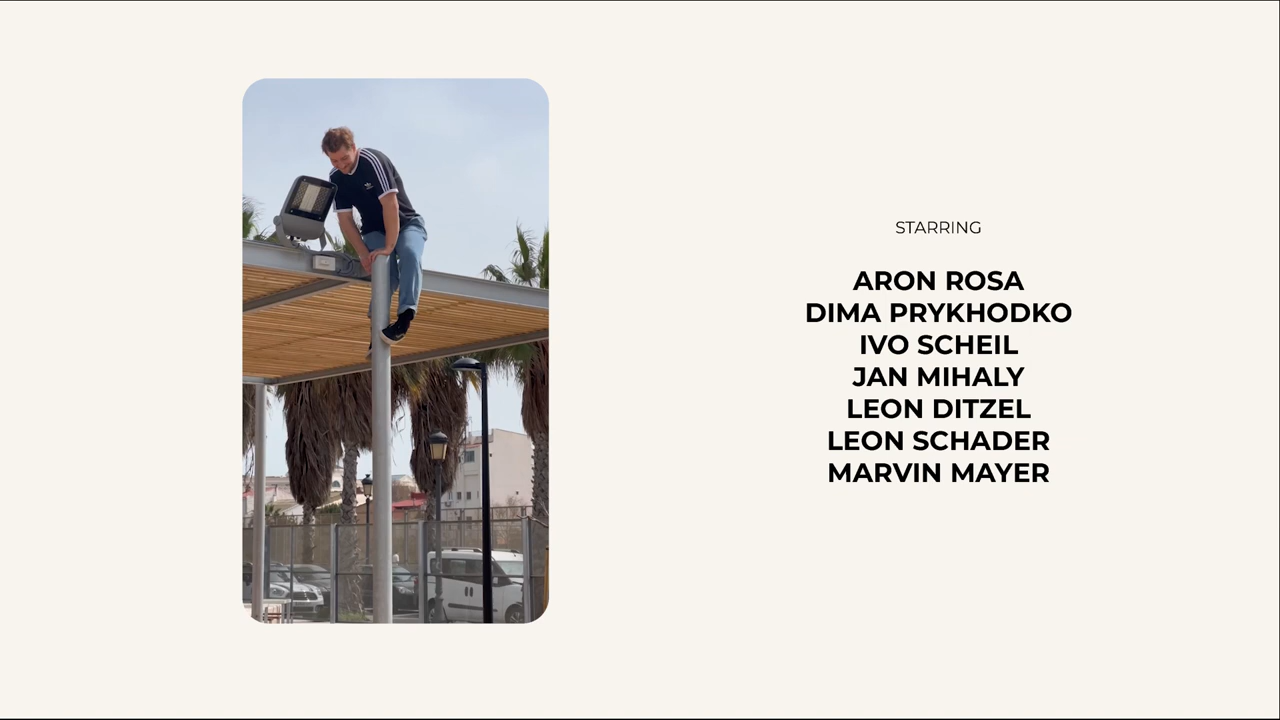 STARRING
ARON ROSA
DIMA PRYKHODKO
IVO SCHEIL
JAN MIHALY
LEON DITZEL
LEON SCHADER
MARVIN MAYER